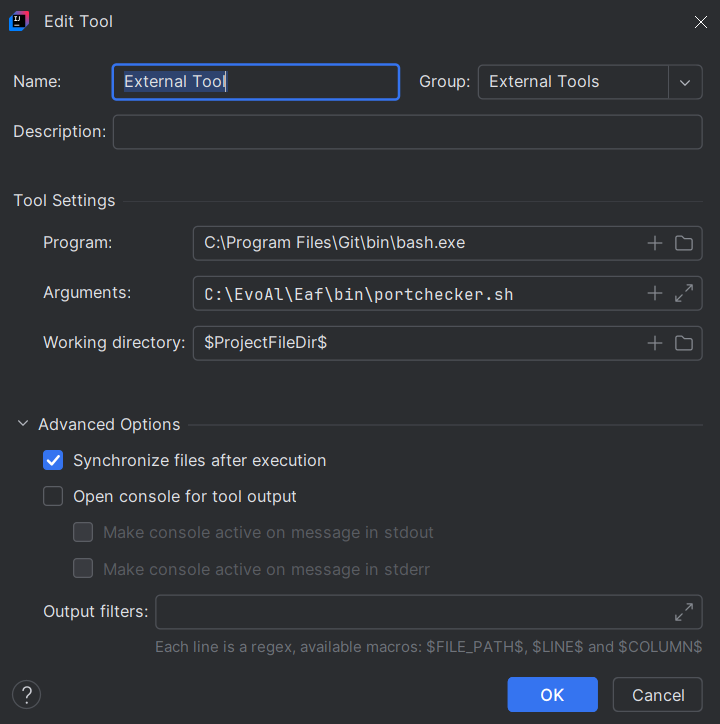 Edit Tool
Name: External Tool Group: External Tools
Description:
Tool Settings
Program: C:\Program Files\Git\bin\bash.exe
Arguments: C:\EvoAl\Eaf\bin\portchecker.sh
Working directory: $ProjectFileDir$
Advanced Options
Synchronize files after execution
Open console for tool output
Make console active on message in stdout
Make console active on message in stderr
Output filters:
Each line is a regex, available macros: $FILE_PATH$, $LINE$ and $COLUMN$
? OK Cancel